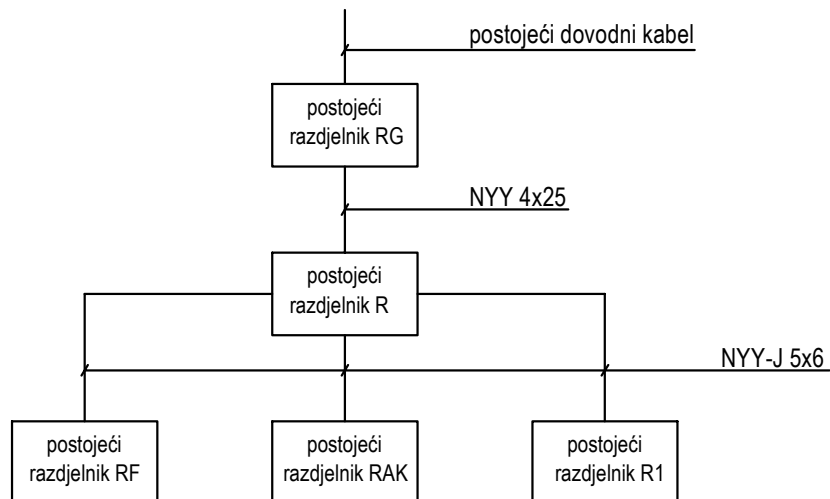 postojeći dovodni kabel
postojeći
razdjelnik RG
NYY 4x25
postojeći
razdjelnik R
NYY-J 5x6
postojeći
razdjelnik RF
postojeći
razdjelnik RAK
postojeći
razdjelnik R1